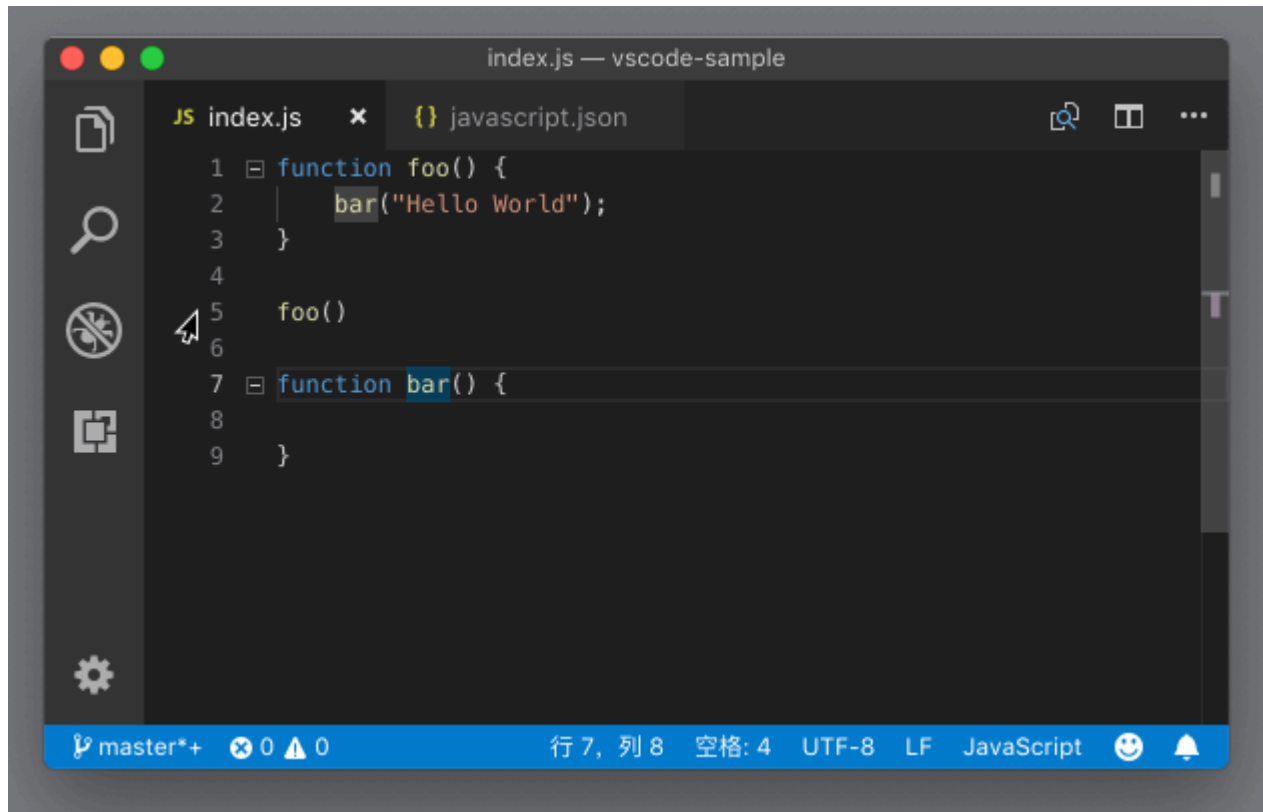 index.js — vscode-sample
JS index.js × {} javascript.json
1 function foo() {
2     bar("Hello World");
3 }
4
5 foo()
6
7 function bar() {
8
9 }
master*+ 0 0 行 7, 列 8 空格: 4 UTF-8 LF JavaScript